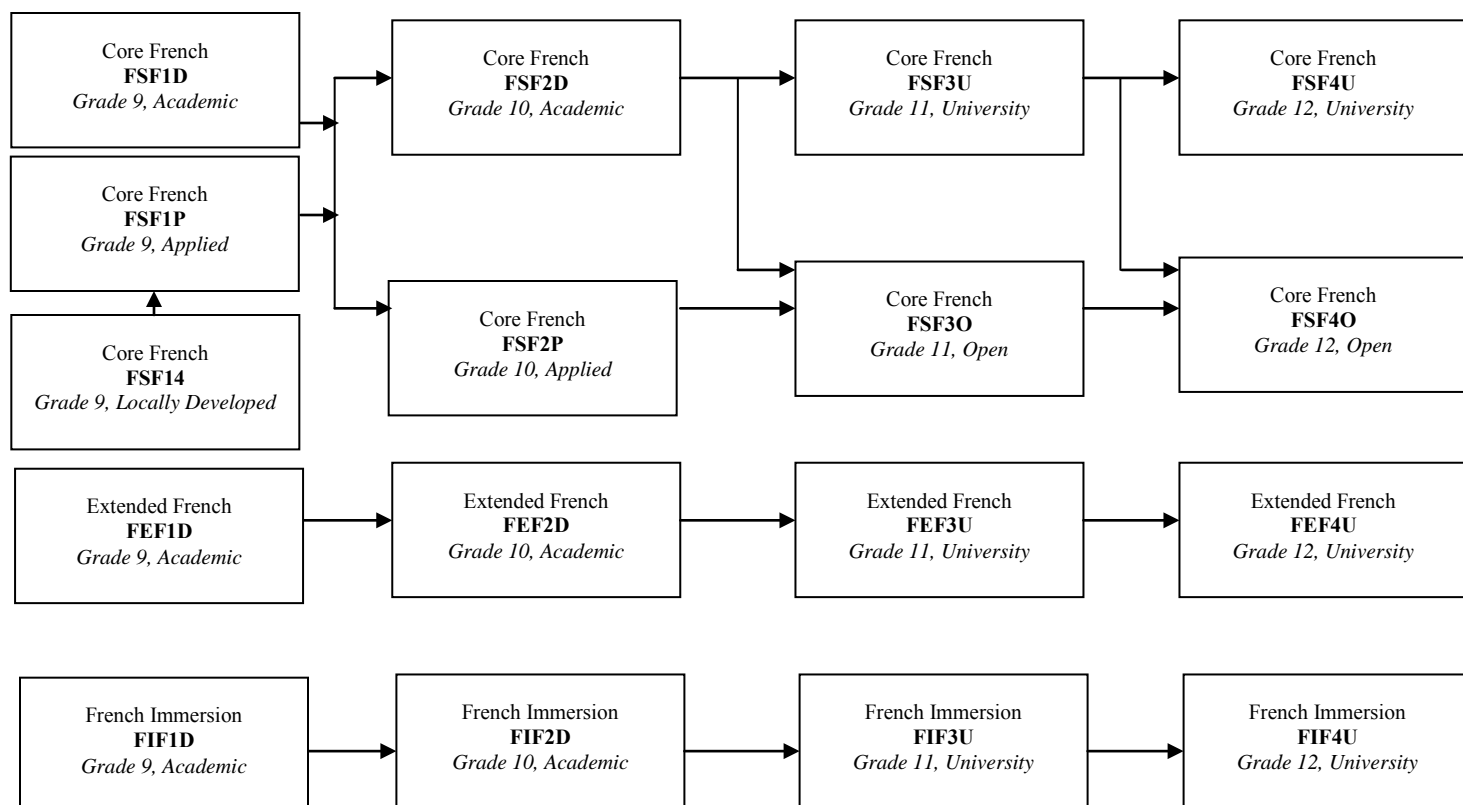 Core French
FSF1D
Grade 9, Academic
Core French
FSF2D
Grade 10, Academic
Core French
FSF3U
Grade 11, University
Core French
FSF4U
Grade 12, University
Core French
FSF1P
Grade 9, Applied
Core French
FSF2P
Grade 10, Applied
Core French
FSF3O
Grade 11, Open
Core French
FSF4O
Grade 12, Open
Core French
FSF14
Grade 9, Locally Developed
Extended French
FEF1D
Grade 9, Academic
Extended French
FEF2D
Grade 10, Academic
Extended French
FEF3U
Grade 11, University
Extended French
FEF4U
Grade 12, University
French Immersion
FIF1D
Grade 9, Academic
French Immersion
FIF2D
Grade 10, Academic
French Immersion
FIF3U
Grade 11, University
French Immersion
FIF4U
Grade 12, University